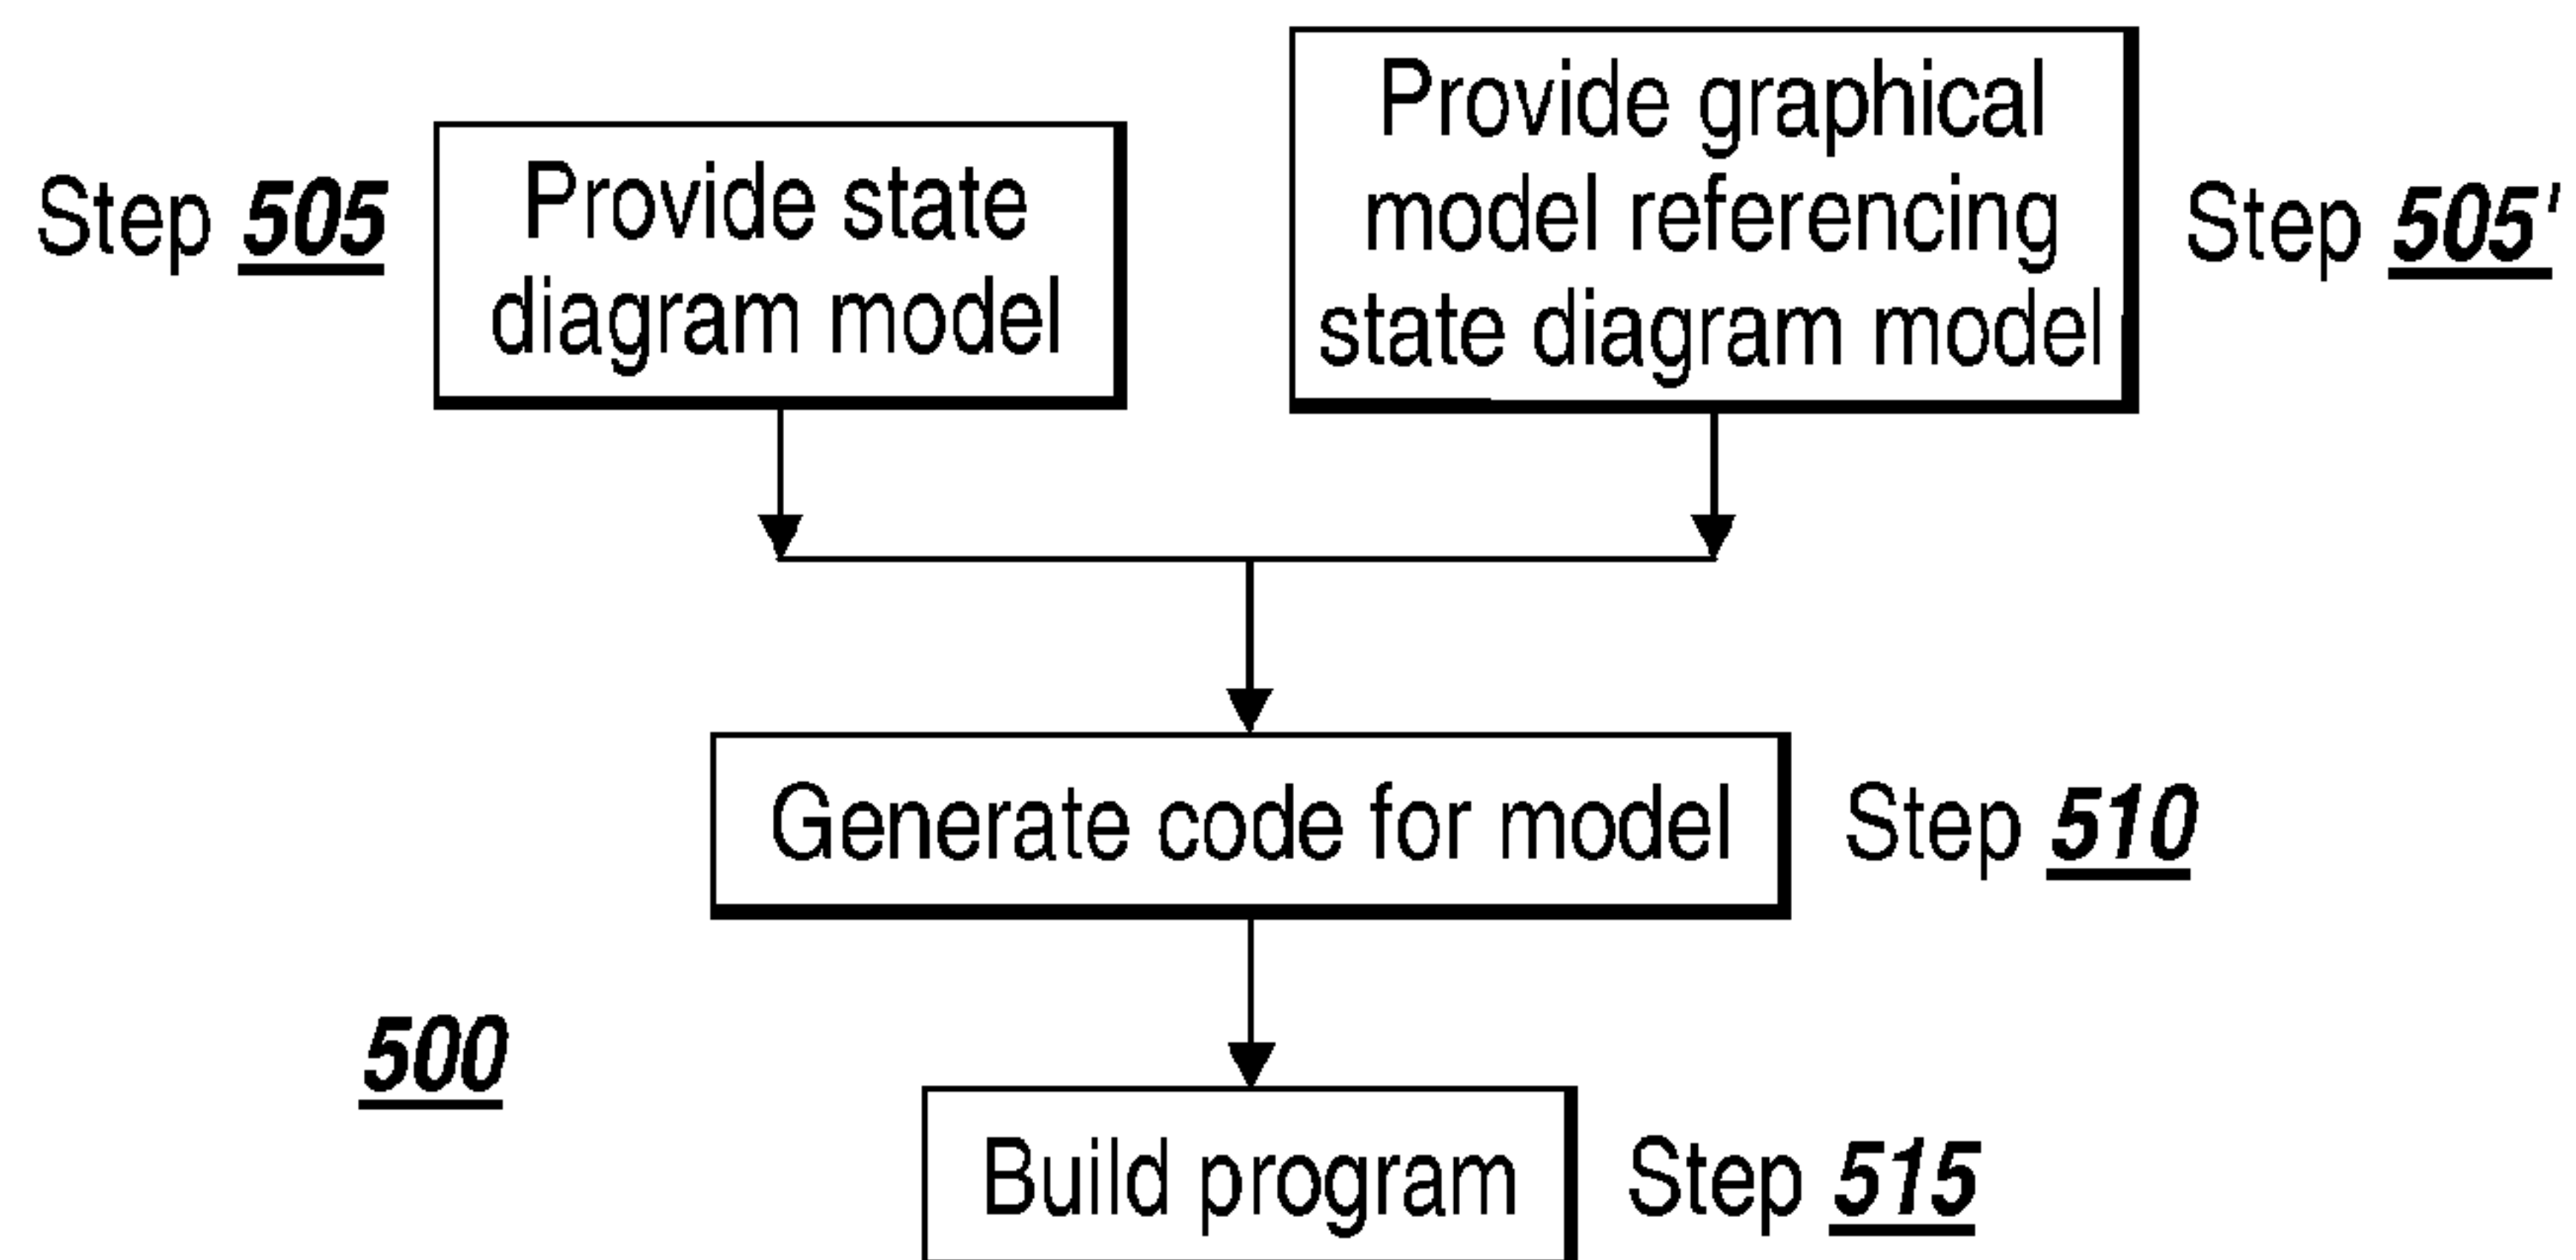 Step 505
Provide state
diagram model
Provide graphical
model referencing
state diagram model
Step 505'
Generate code for model
Step 510
500
Build program
Step 515